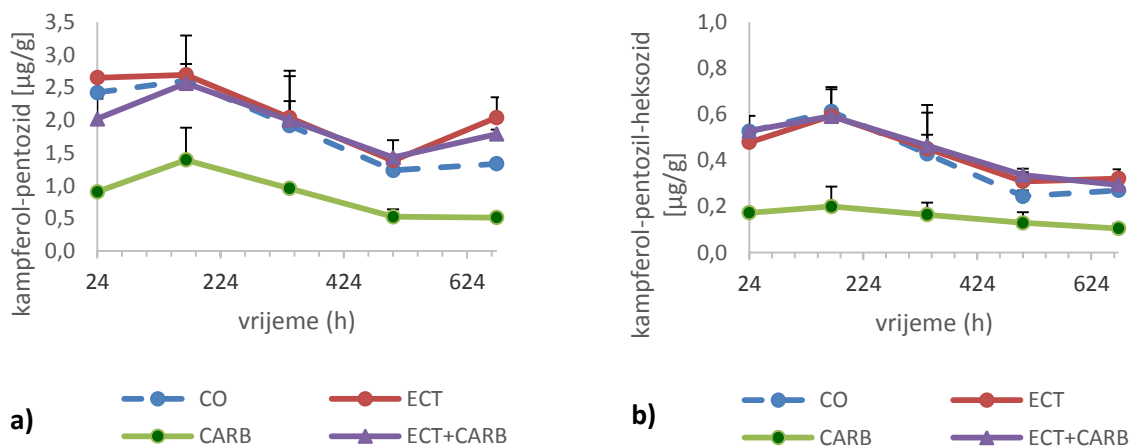 kampferol-pentozid [µg/g]
3,5
3,0
2,5
2,0
1,5
1,0
0,5
0,0
24 224 424 624
vrijeme (h)
a)
CO ECT
CARB ECT+CARB
kampferol-pentozil-heksozid
[µg/g]
1,0
0,8
0,6
0,4
0,2
0,0
24 224 424 624
vrijeme (h)
b)
CO ECT
CARB ECT+CARB